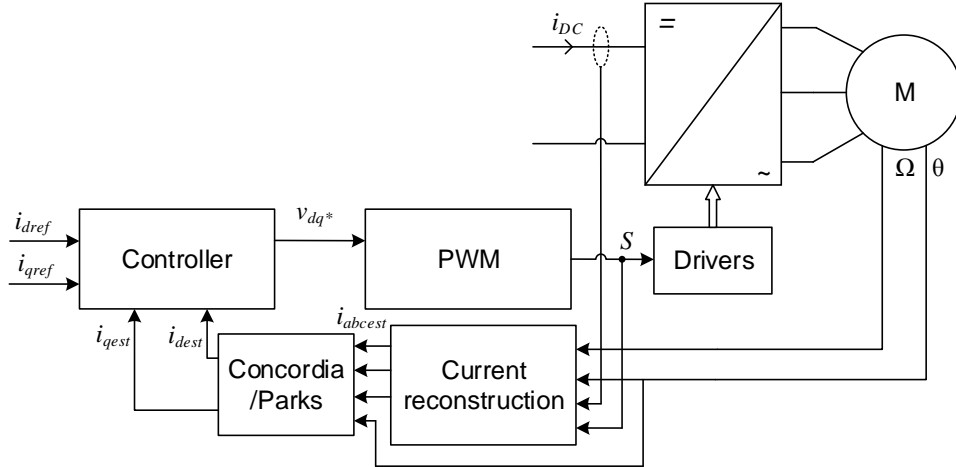 i_DC
=
~
M
Ω θ
i_dref
i_qref
Controller
v_dq*
PWM
S
Drivers
i_qest
i_dest
i_abcest
Concordia
/Parks
Current
reconstruction